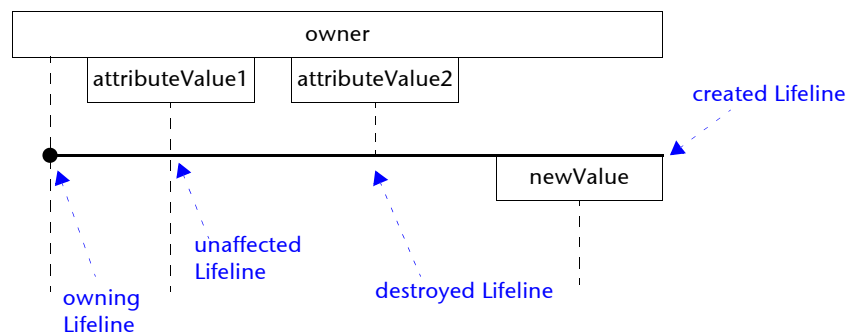 owner
attributeValue1
attributeValue2
created Lifeline
newValue
unaffected
Lifeline
destroyed Lifeline
owning
Lifeline